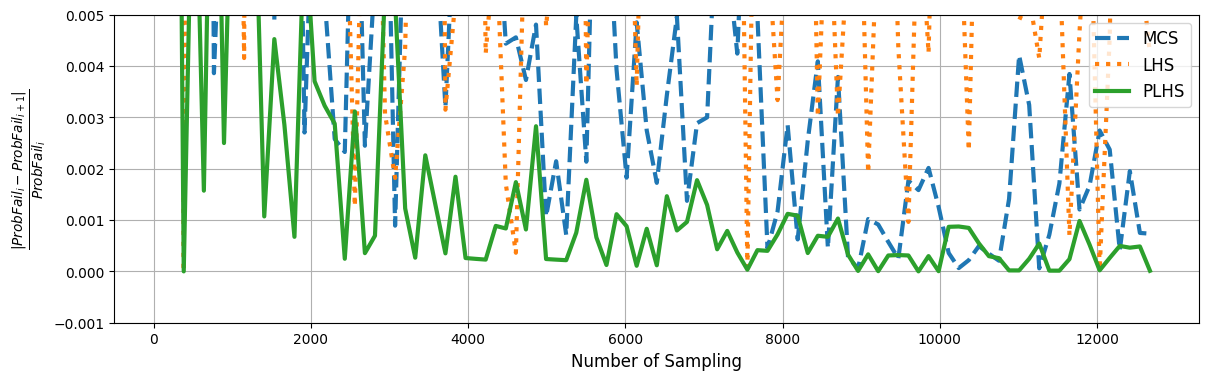 0.005
0.004
0.003
0.002
0.001
0.000
−0.001
|ProbFail_i − ProbFail_{i+1}|
ProbFail_i
0 2000 4000 6000 8000 10000 12000
Number of Sampling
MCS
LHS
PLHS